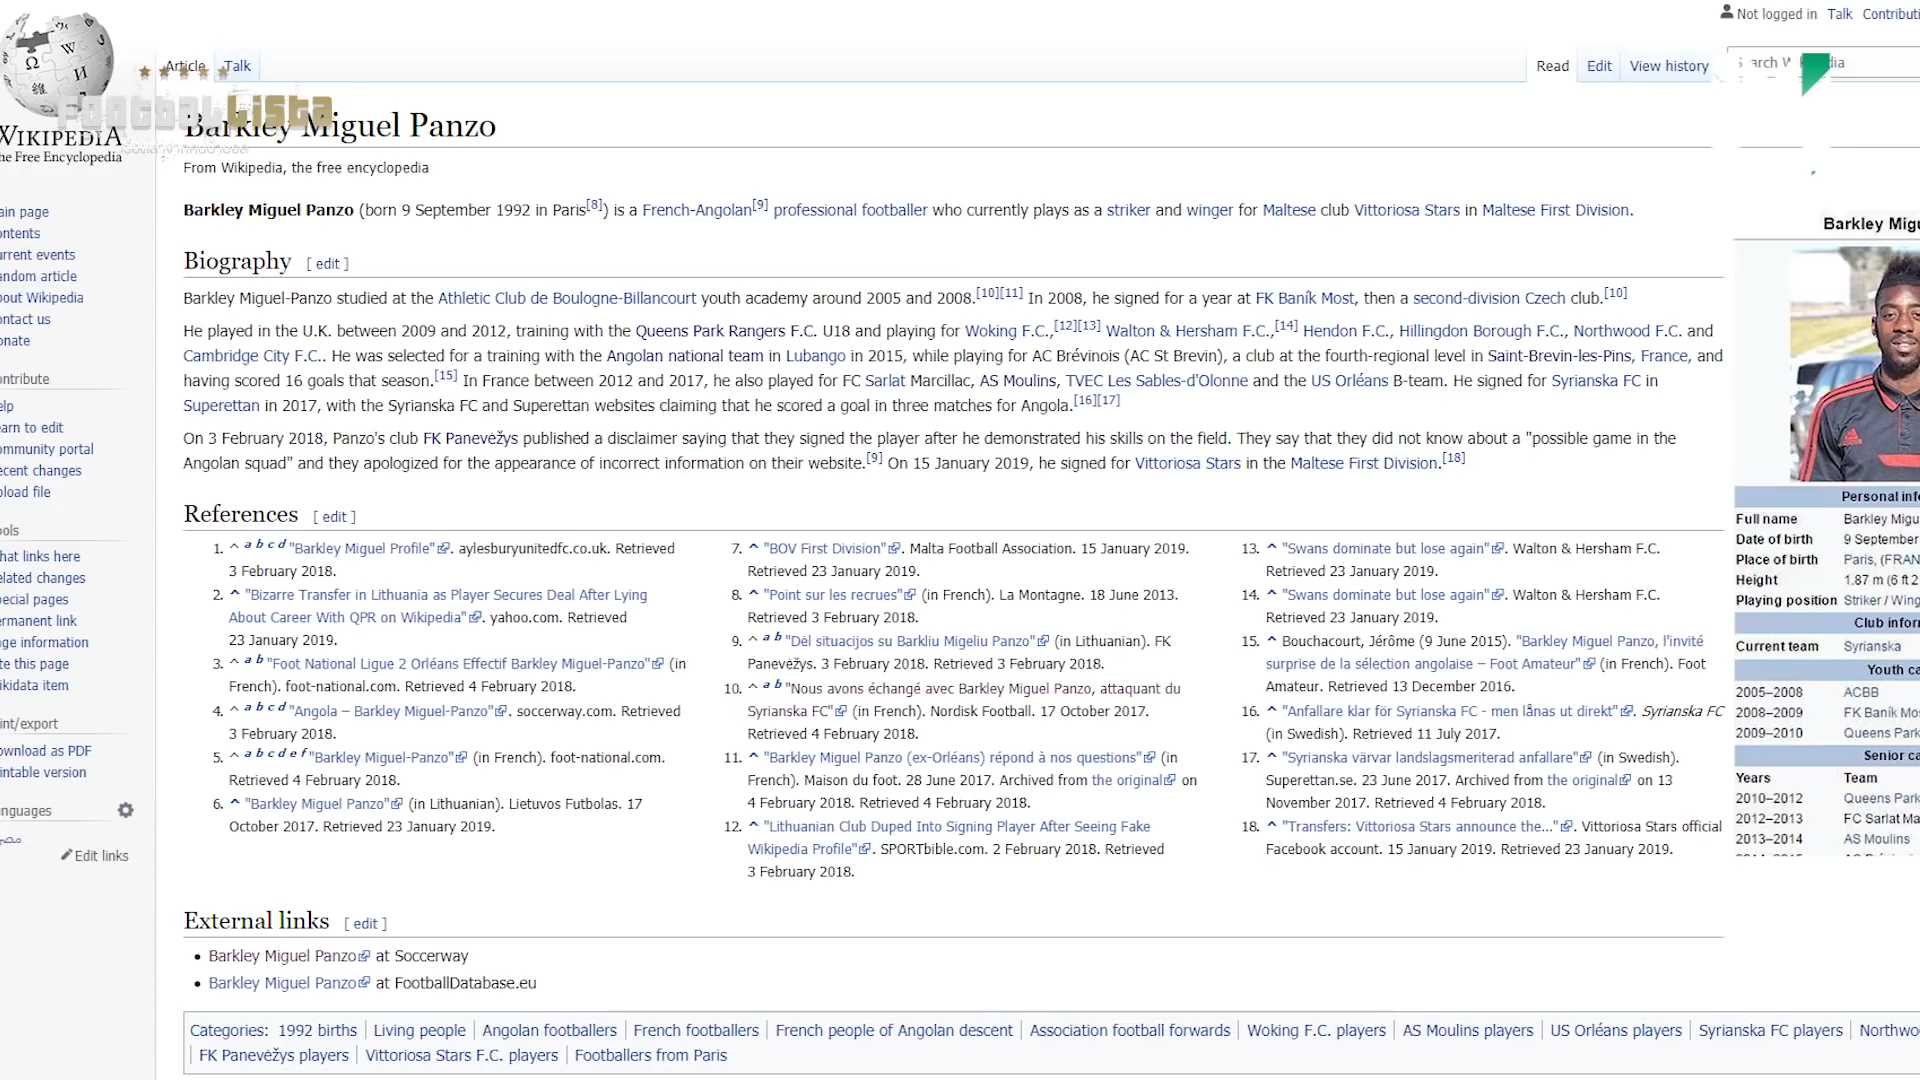 Not logged in Talk Contributi
Article Talk
Read Edit View history
FootballLista
WIKIPEDIA
he Free Encyclopedia
Barkley Miguel Panzo
From Wikipedia, the free encyclopedia
Barkley Miguel Panzo (born 9 September 1992 in Paris[8]) is a French-Angolan[9] professional footballer who currently plays as a striker and winger for Maltese club Vittoriosa Stars in Maltese First Division.
Biography [ edit ]
Barkley Miguel-Panzo studied at the Athletic Club de Boulogne-Billancourt youth academy around 2005 and 2008.[10][11] In 2008, he signed for a year at FK Baník Most, then a second-division Czech club.[10]
He played in the U.K. between 2009 and 2012, training with the Queens Park Rangers F.C. U18 and playing for Woking F.C.,[12][13] Walton & Hersham F.C.,[14] Hendon F.C., Hillingdon Borough F.C., Northwood F.C. and
Cambridge City F.C.. He was selected for a training with the Angolan national team in Lubango in 2015, while playing for AC Brévinois (AC St Brevin), a club at the fourth-regional level in Saint-Brevin-les-Pins, France, and
having scored 16 goals that season.[15] In France between 2012 and 2017, he also played for FC Sarlat Marcillac, AS Moulins, TVEC Les Sables-d'Olonne and the US Orléans B-team. He signed for Syrianska FC in
Superettan in 2017, with the Syrianska FC and Superettan websites claiming that he scored a goal in three matches for Angola.[16][17]
On 3 February 2018, Panzo's club FK Panevėžys published a disclaimer saying that they signed the player after he demonstrated his skills on the field. They say that they did not know about a "possible game in the
Angolan squad" and they apologized for the appearance of incorrect information on their website.[9] On 15 January 2019, he signed for Vittoriosa Stars in the Maltese First Division.[18]
References [ edit ]
1. ^ a b c d "Barkley Miguel Profile". aylesburyunitedfc.co.uk. Retrieved
3 February 2018.
2. ^ "Bizarre Transfer in Lithuania as Player Secures Deal After Lying
About Career With QPR on Wikipedia". yahoo.com. Retrieved
23 January 2019.
3. ^ a b "Foot National Ligue 2 Orléans Effectif Barkley Miguel-Panzo" (in
French). foot-national.com. Retrieved 4 February 2018.
4. ^ a b c d "Angola – Barkley Miguel-Panzo". soccerway.com. Retrieved
3 February 2018.
5. ^ a b c d e f "Barkley Miguel-Panzo" (in French). foot-national.com.
Retrieved 4 February 2018.
6. ^ "Barkley Miguel Panzo" (in Lithuanian). Lietuvos Futbolas. 17
October 2017. Retrieved 23 January 2019.
7. ^ "BOV First Division". Malta Football Association. 15 January 2019.
Retrieved 23 January 2019.
8. ^ "Point sur les recrues" (in French). La Montagne. 18 June 2013.
Retrieved 3 February 2018.
9. ^ a b "Dėl situacijos su Barkliu Migeliu Panzo" (in Lithuanian). FK
Panevėžys. 3 February 2018. Retrieved 3 February 2018.
10. ^ a b "Nous avons échangé avec Barkley Miguel Panzo, attaquant du
Syrianska FC" (in French). Nordisk Football. 17 October 2017.
Retrieved 4 February 2018.
11. ^ "Barkley Miguel Panzo (ex-Orléans) répond à nos questions" (in
French). Maison du foot. 28 June 2017. Archived from the original on
4 February 2018. Retrieved 4 February 2018.
12. ^ "Lithuanian Club Duped Into Signing Player After Seeing Fake
Wikipedia Profile". SPORTbible.com. 2 February 2018. Retrieved
3 February 2018.
13. ^ "Swans dominate but lose again". Walton & Hersham F.C.
Retrieved 23 January 2019.
14. ^ "Swans dominate but lose again". Walton & Hersham F.C.
Retrieved 23 January 2019.
15. ^ Bouchacourt, Jérôme (9 June 2015). "Barkley Miguel Panzo, l'invité
surprise de la sélection angolaise – Foot Amateur" (in French). Foot
Amateur. Retrieved 13 December 2016.
16. ^ "Anfallare klar för Syrianska FC - men lånas ut direkt". Syrianska FC
(in Swedish). Retrieved 11 July 2017.
17. ^ "Syrianska värvar landslagsmeriterad anfallare" (in Swedish).
Superettan.se. 23 June 2017. Archived from the original on 13
November 2017. Retrieved 4 February 2018.
18. ^ "Transfers: Vittoriosa Stars announce the..." Vittoriosa Stars official
Facebook account. 15 January 2019. Retrieved 23 January 2019.
External links [ edit ]
Barkley Miguel Panzo at Soccerway
Barkley Miguel Panzo at FootballDatabase.eu
Categories: 1992 births | Living people | Angolan footballers | French footballers | French people of Angolan descent | Association football forwards | Woking F.C. players | AS Moulins players | US Orléans players | Syrianska FC players | Northwo
| FK Panevėžys players | Vittoriosa Stars F.C. players | Footballers from Paris
ain page
ontents
urrent events
andom article
bout Wikipedia
ontact us
onate
ontribute
elp
earn to edit
ommunity portal
ecent changes
pload file
ools
hat links here
elated changes
pecial pages
ermanent link
age information
ite this page
ikidata item
int/export
ownload as PDF
intable version
nguages
Edit links
Barkley Migu
Personal info
Full name Barkley Migu
Date of birth 9 September
Place of birth Paris, (FRAN
Height 1.87 m (6 ft 2
Playing position Striker / Wing
Club inforr
Current team Syrianska
Youth ca
2005–2008 ACBB
2008–2009 FK Baník Mos
2009–2010 Queens Park
Senior ca
Years Team
2010–2012 Queens Park
2012–2013 FC Sarlat Ma
2013–2014 AS Moulins